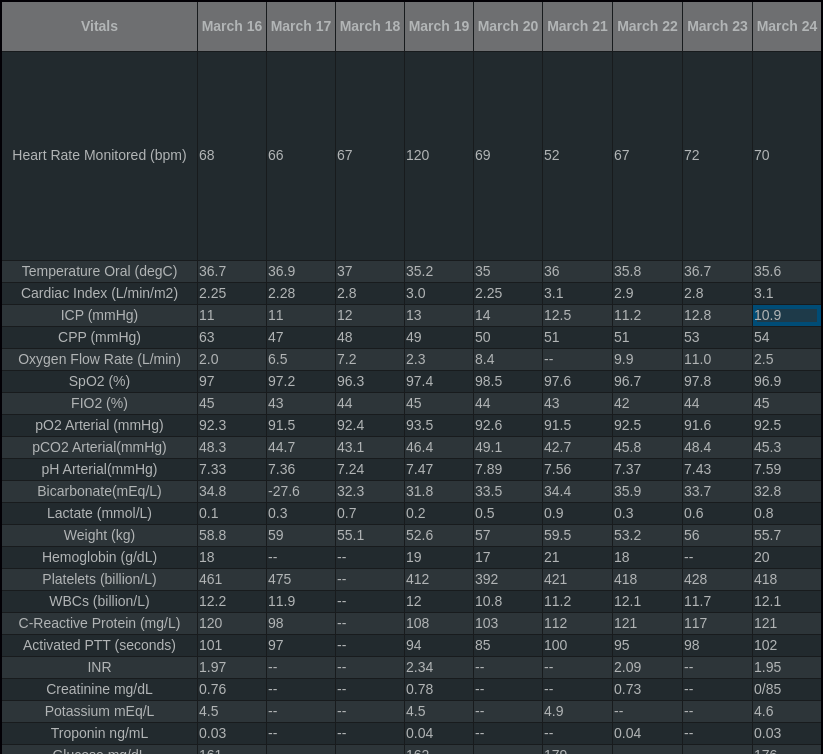 Vitals March 16 March 17 March 18 March 19 March 20 March 21 March 22 March 23 March 24
Heart Rate Monitored (bpm) 68 66 67 120 69 52 67 72 70
Temperature Oral (degC) 36.7 36.9 37 35.2 35 36 35.8 36.7 35.6
Cardiac Index (L/min/m2) 2.25 2.28 2.8 3.0 2.25 3.1 2.9 2.8 3.1
ICP (mmHg) 11 11 12 13 14 12.5 11.2 12.8 10.9
CPP (mmHg) 63 47 48 49 50 51 51 53 54
Oxygen Flow Rate (L/min) 2.0 6.5 7.2 2.3 8.4 -- 9.9 11.0 2.5
SpO2 (%) 97 97.2 96.3 97.4 98.5 97.6 96.7 97.8 96.9
FIO2 (%) 45 43 44 45 44 43 42 44 45
pO2 Arterial (mmHg) 92.3 91.5 92.4 93.5 92.6 91.5 92.5 91.6 92.5
pCO2 Arterial(mmHg) 48.3 44.7 43.1 46.4 49.1 42.7 45.8 48.4 45.3
pH Arterial(mmHg) 7.33 7.36 7.24 7.47 7.89 7.56 7.37 7.43 7.59
Bicarbonate(mEq/L) 34.8 -27.6 32.3 31.8 33.5 34.4 35.9 33.7 32.8
Lactate (mmol/L) 0.1 0.3 0.7 0.2 0.5 0.9 0.3 0.6 0.8
Weight (kg) 58.8 59 55.1 52.6 57 59.5 53.2 56 55.7
Hemoglobin (g/dL) 18 -- -- 19 17 21 18 -- 20
Platelets (billion/L) 461 475 -- 412 392 421 418 428 418
WBCs (billion/L) 12.2 11.9 -- 12 10.8 11.2 12.1 11.7 12.1
C-Reactive Protein (mg/L) 120 98 -- 108 103 112 121 117 121
Activated PTT (seconds) 101 97 -- 94 85 100 95 98 102
INR 1.97 -- -- 2.34 -- -- 2.09 -- 1.95
Creatinine mg/dL 0.76 -- -- 0.78 -- -- 0.73 -- 0/85
Potassium mEq/L 4.5 -- -- 4.5 -- 4.9 -- -- 4.6
Troponin ng/mL 0.03 -- -- 0.04 -- -- 0.04 -- 0.03